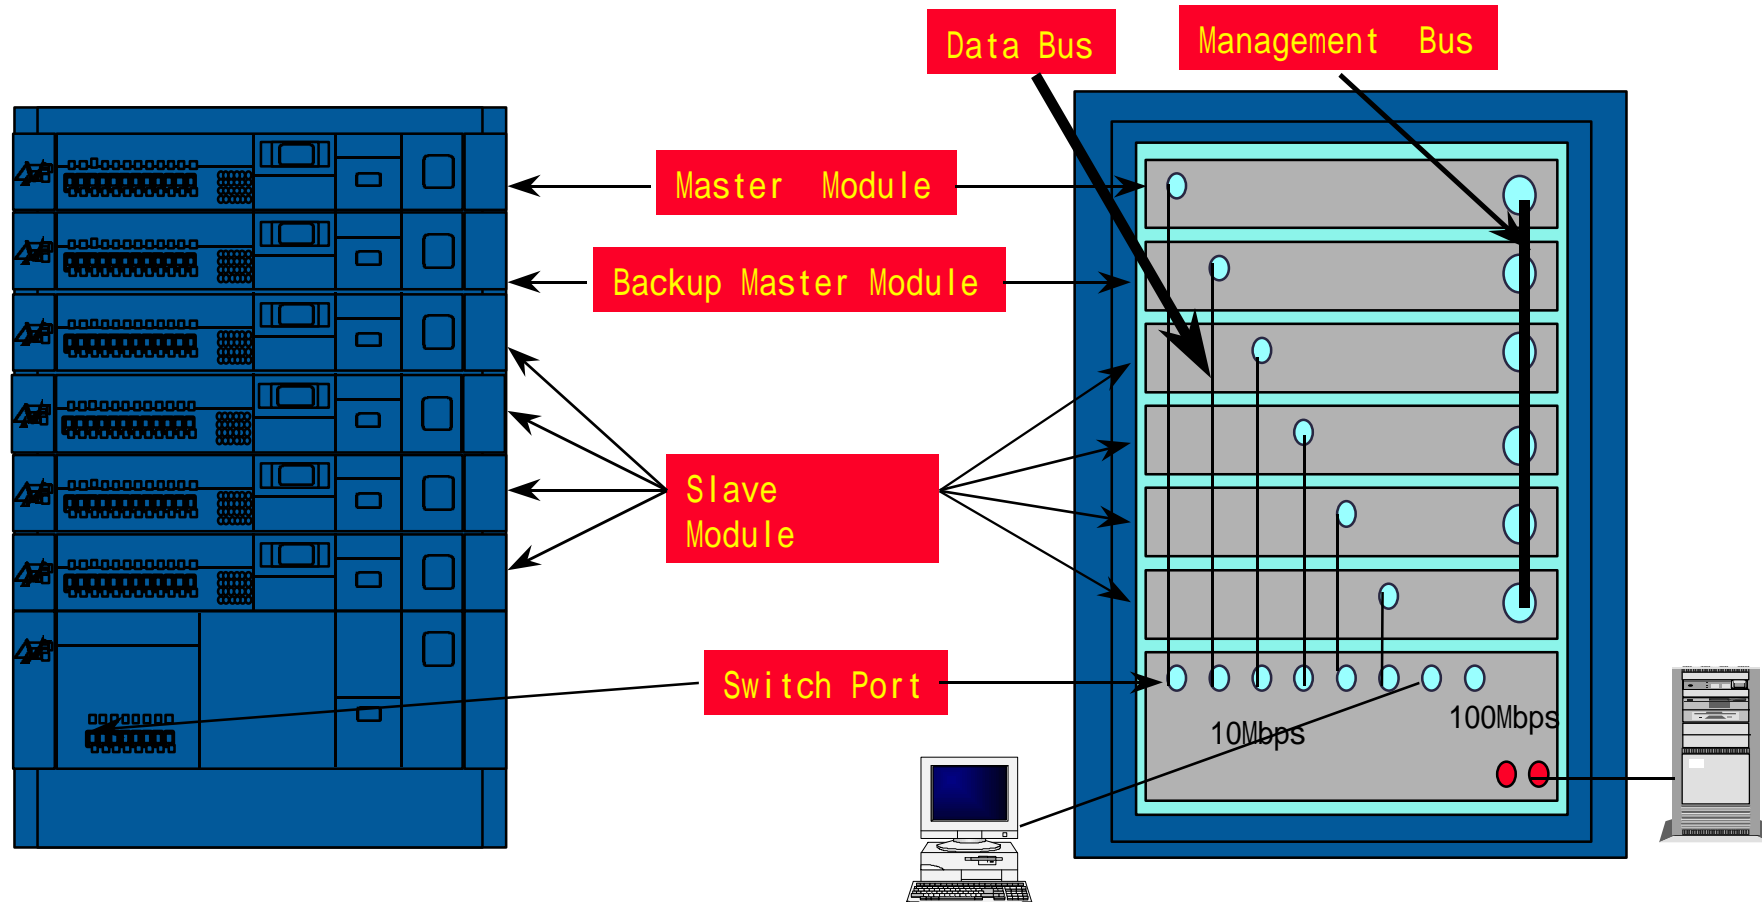 Data Bus
Management Bus
Master Module
Backup Master Module
Slave
Module
Switch Port
10Mbps
100Mbps